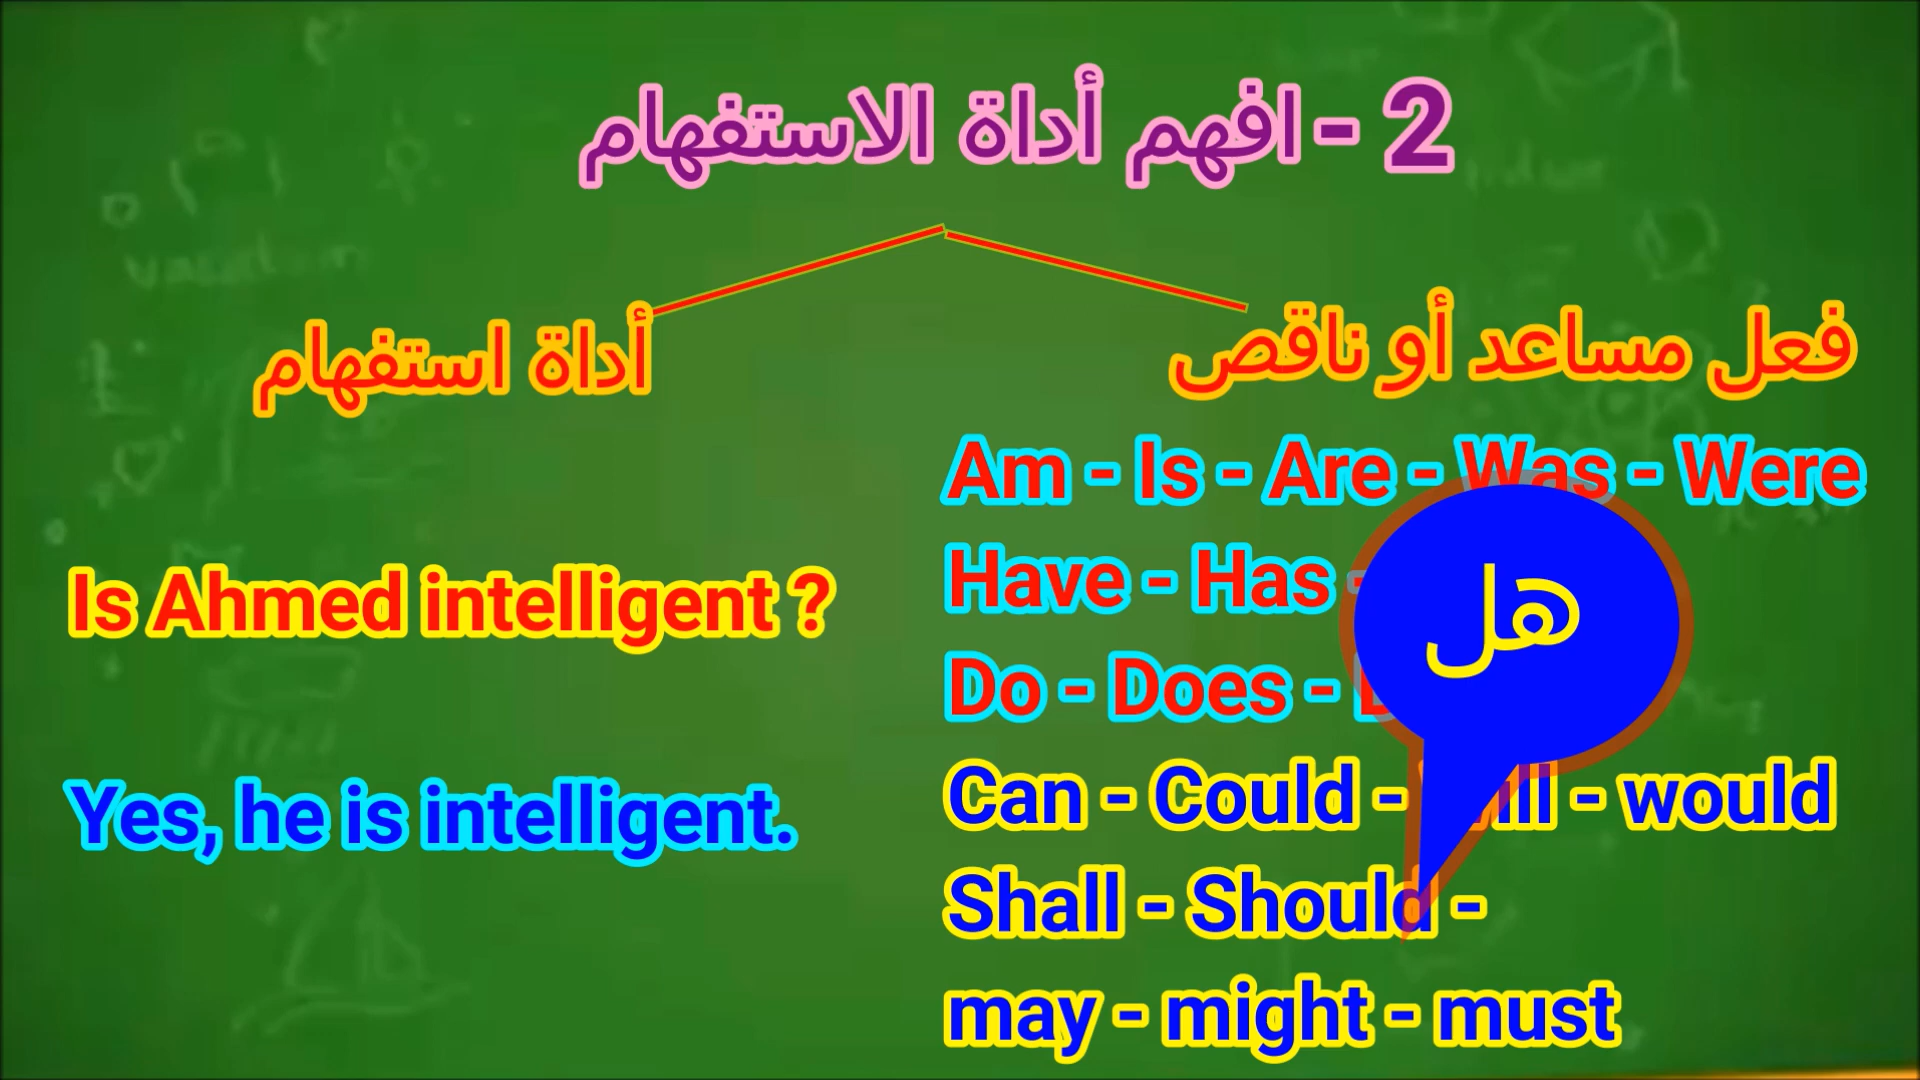 2 - افهم أداة الاستفهام
فعل مساعد أو ناقص
أداة استفهام
Am - Is - Are - Was - Were
Have - Has -
Do - Does -
Can - Could - - would
Shall - Should -
may - might - must
هل
Is Ahmed intelligent ?
Yes, he is intelligent.